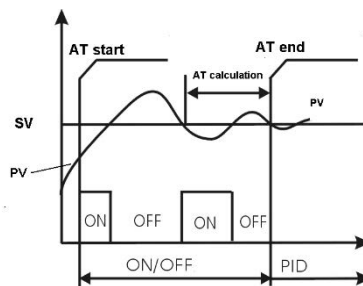 AT start
AT end
AT calculation
SV
PV
PV
ON OFF ON OFF
ON/OFF PID